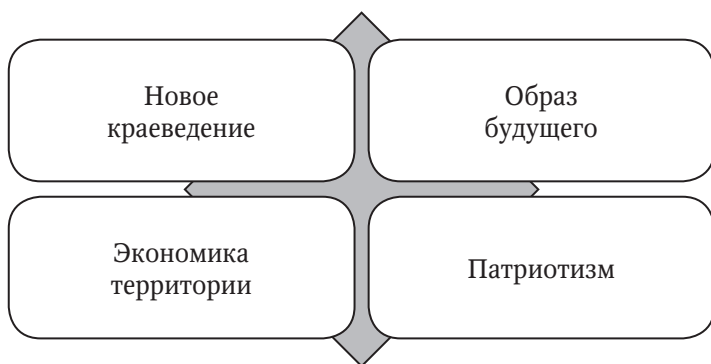 Новое
краеведение
Образ
будущего
Экономика
территории
Патриотизм